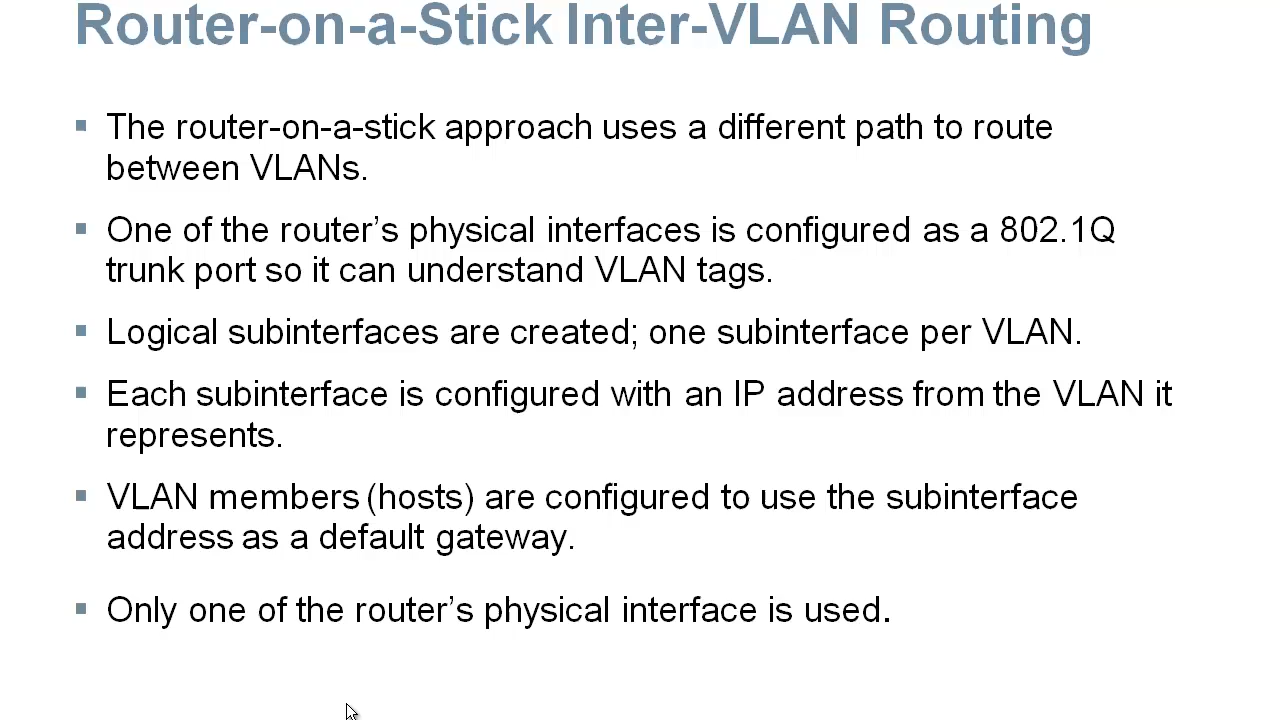 Router-on-a-Stick Inter-VLAN Routing
▪ The router-on-a-stick approach uses a different path to route
between VLANs.
▪ One of the router’s physical interfaces is configured as a 802.1Q
trunk port so it can understand VLAN tags.
▪ Logical subinterfaces are created; one subinterface per VLAN.
▪ Each subinterface is configured with an IP address from the VLAN it
represents.
▪ VLAN members (hosts) are configured to use the subinterface
address as a default gateway.
▪ Only one of the router’s physical interface is used.